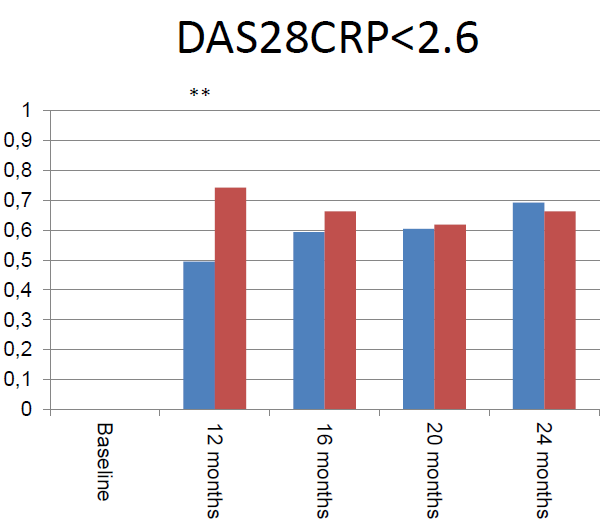 DAS28CRP<2.6
**
1
0,9
0,8
0,7
0,6
0,5
0,4
0,3
0,2
0,1
0
Baseline
12 months
16 months
20 months
24 months